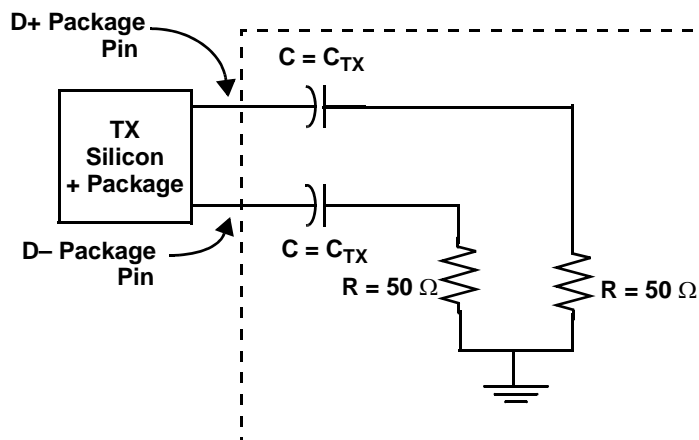 D+ Package
Pin
C = CTX
TX
Silicon
+ Package
D– Package
Pin
C = CTX
R = 50 Ω
R = 50 Ω